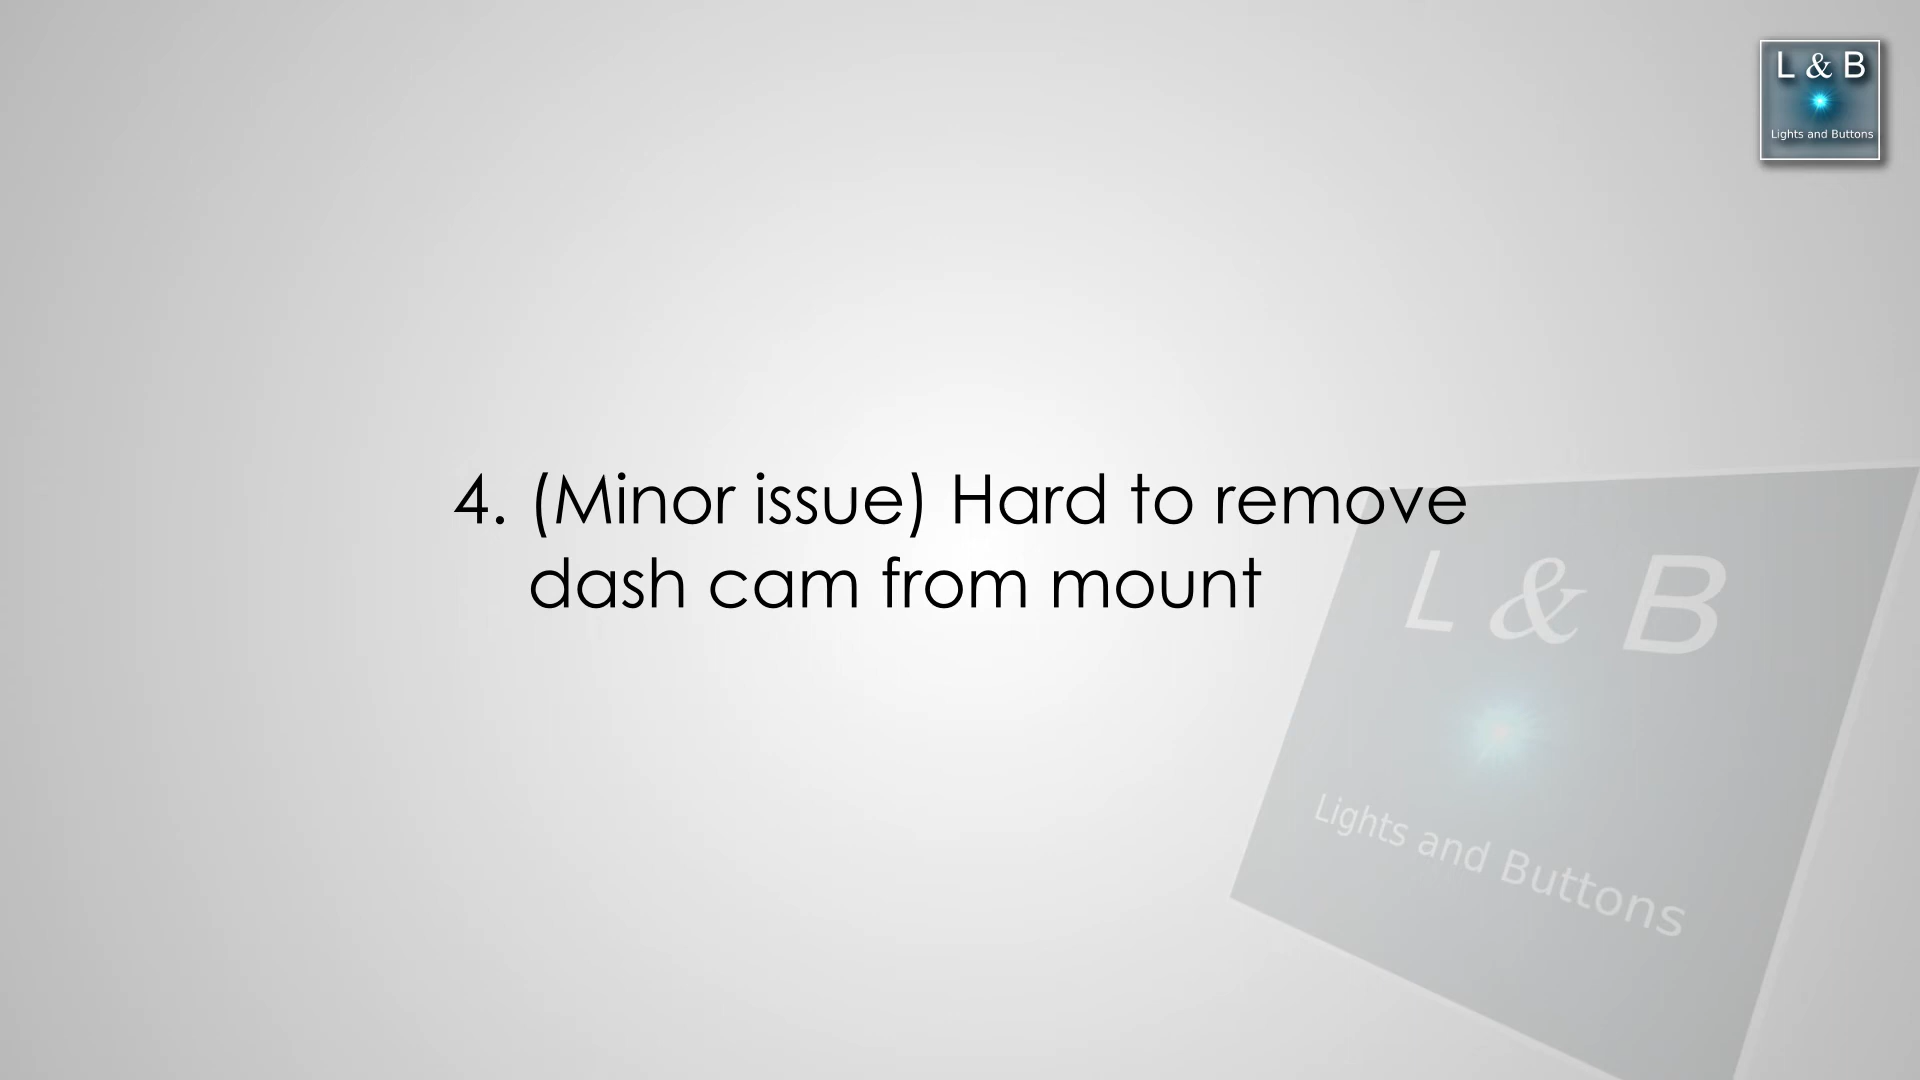 L & B
Lights and Buttons
4. (Minor issue) Hard to remove
dash cam from mount
L & B
Lights and Buttons